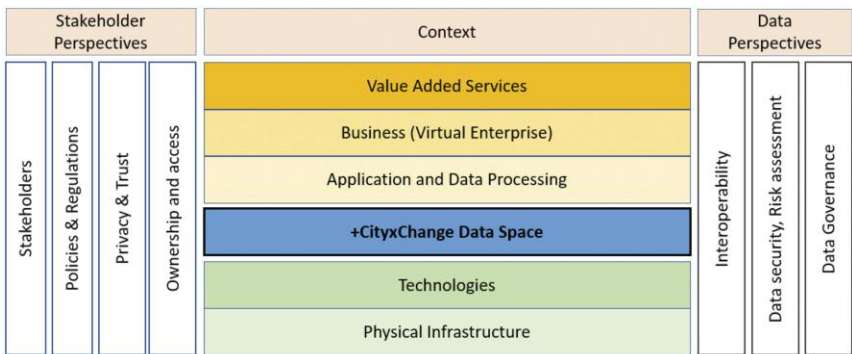 Stakeholder
Perspectives
Stakeholders
Policies & Regulations
Privacy & Trust
Ownership and access
Context
Value Added Services
Business (Virtual Enterprise)
Application and Data Processing
+CityxChange Data Space
Technologies
Physical Infrastructure
Data
Perspectives
Interoperability
Data security, Risk assessment
Data Governance